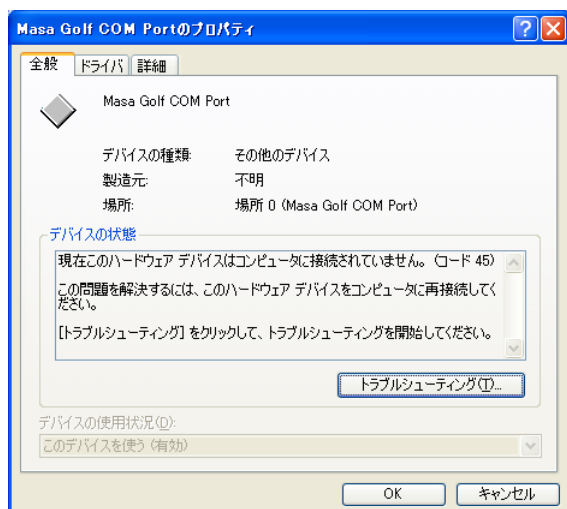 Masa Golf COM Portのプロパティ
全般 ドライバ 詳細
Masa Golf COM Port
デバイスの種類: その他のデバイス
製造元: 不明
場所: 場所 0 (Masa Golf COM Port)
デバイスの状態
現在このハードウェア デバイスはコンピュータに接続されていません。 (コード 45)
この問題を解決するには、このハードウェア デバイスをコンピュータに再接続してく
ださい。
[トラブルシューティング] をクリックして、トラブルシューティングを開始してください。
トラブルシューティング(T)...
デバイスの使用状況(D):
このデバイスを使う (有効)
OK キャンセル